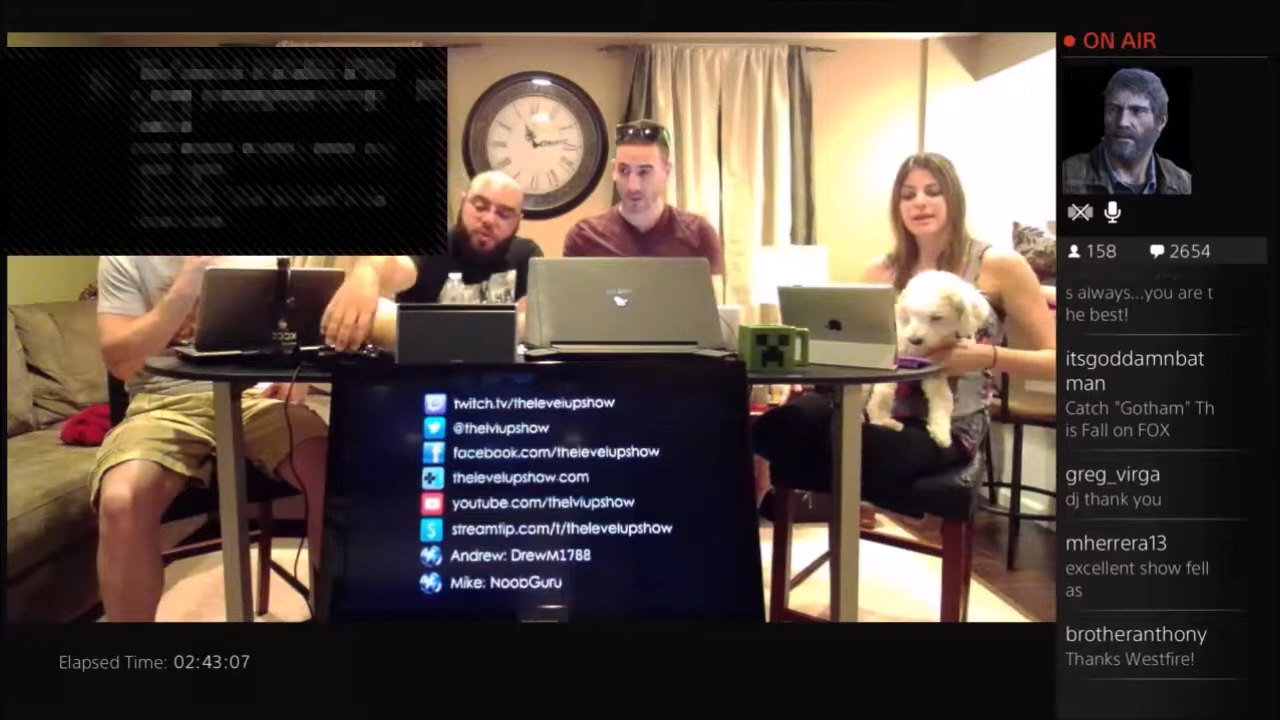 ON AIR
158 2654
s always...you are t
he best!
itsgoddamnbat
man
Catch "Gotham" Th
is Fall on FOX
greg_virga
dj thank you
mherrera13
excellent show fell
as
brotheranthony
Thanks Westfire!
twitch.tv/thelevelupshow
@thelvlupshow
facebook.com/thelevelupshow
thelevelupshow.com
youtube.com/thelvlupshow
streamtip.com/t/thelevelupshow
Andrew: DrewM1788
Mike: NoobGuru
Elapsed Time: 02:43:07